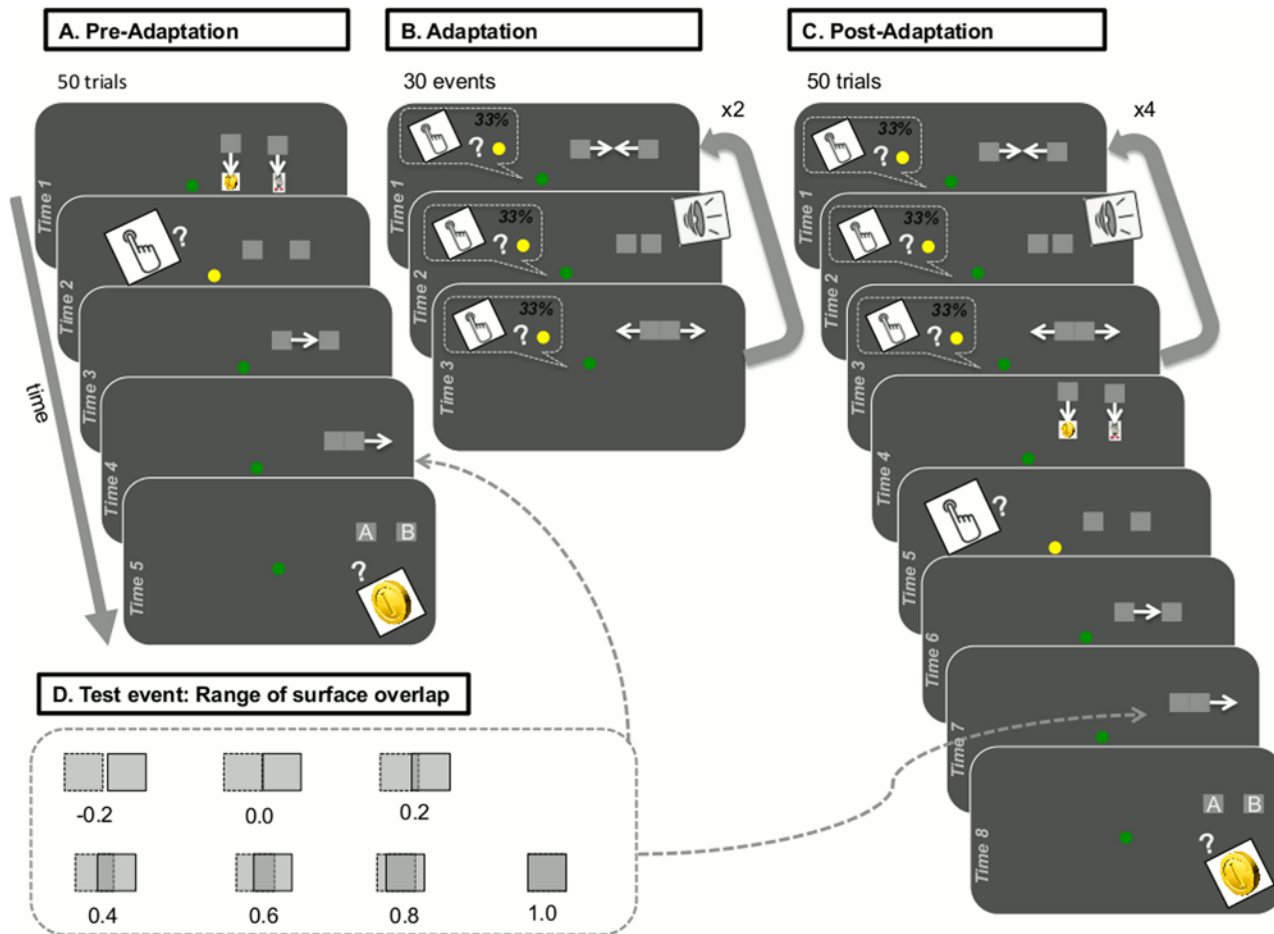 A. Pre-Adaptation
50 trials
Time 1
?
Time 2
Time 3
Time 4
A B
?
Time 5
time
B. Adaptation
30 events
x2
33%
?
Time 1
33%
?
Time 2
33%
?
Time 3
C. Post-Adaptation
50 trials
x4
33%
?
Time 1
33%
?
Time 2
33%
?
Time 3
Time 4
?
Time 5
Time 6
Time 7
A B
?
Time 8
D. Test event: Range of surface overlap
-0.2 0.0 0.2
0.4 0.6 0.8 1.0